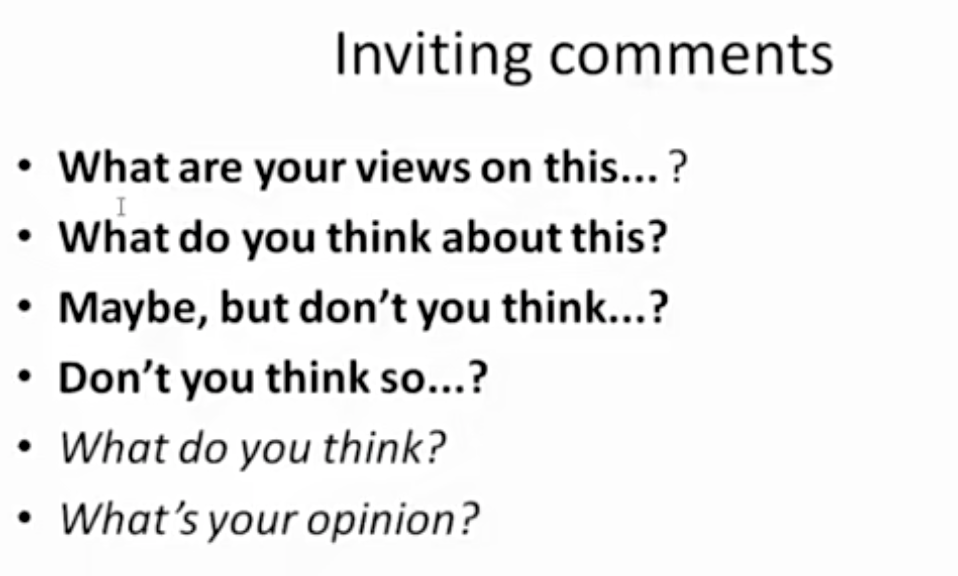 Inviting comments
• What are your views on this... ?
• What do you think about this?
• Maybe, but don’t you think...?
• Don’t you think so...?
• What do you think?
• What’s your opinion?